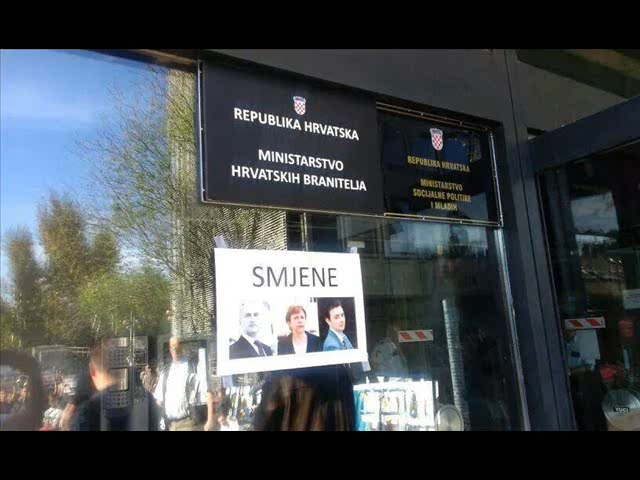 REPUBLIKA HRVATSKA
MINISTARSTVO
HRVATSKIH BRANITELJA
REPUBLIKA HRVATSKA
MINISTARSTVO
SOCIJALNE POLITIKE
I MLADIH
SMJENE